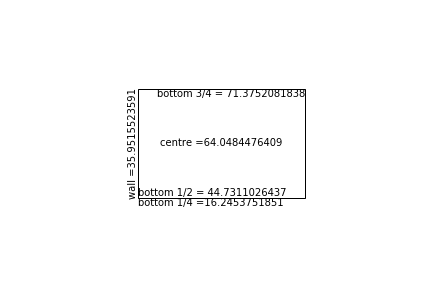 bottom 3/4 = 71.3752081838
wall =35.9515523591
centre =64.0484476409
bottom 1/2 = 44.7311026437
bottom 1/4 =16.2453751851